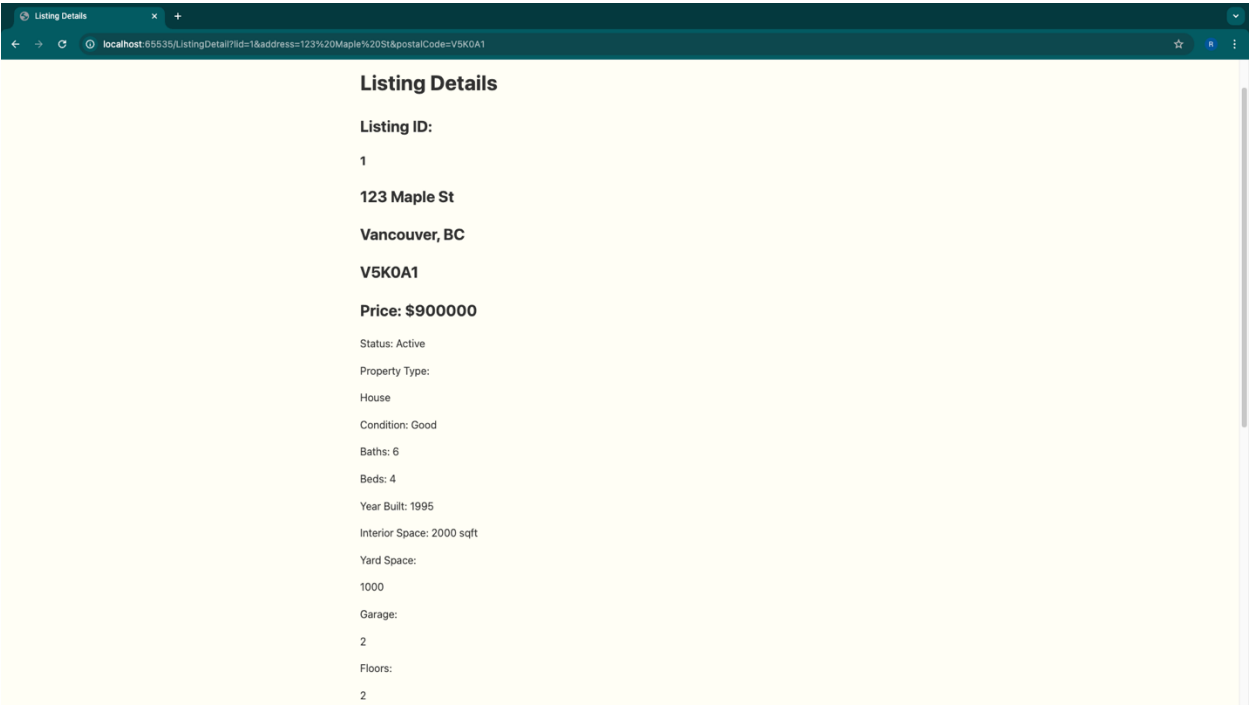 Listing Details
localhost:65535/ListingDetail?lid=1&address=123%20Maple%20St&postalCode=V5K0A1
R
Listing Details
Listing ID:
1
123 Maple St
Vancouver, BC
V5K0A1
Price: $900000
Status: Active
Property Type:
House
Condition: Good
Baths: 6
Beds: 4
Year Built: 1995
Interior Space: 2000 sqft
Yard Space:
1000
Garage:
2
Floors:
2